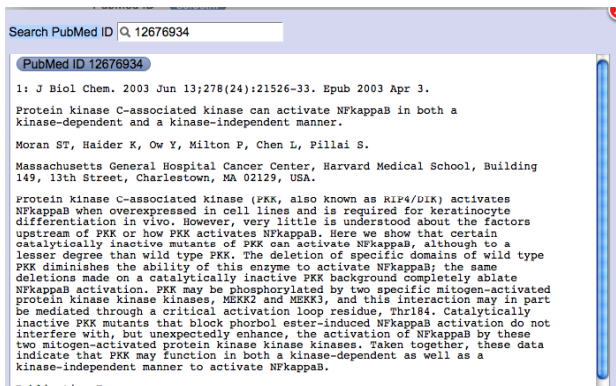 Search PubMed ID 12676934
PubMed ID 12676934
1: J Biol Chem. 2003 Jun 13;278(24):21526-33. Epub 2003 Apr 3.
Protein kinase C-associated kinase can activate NFkappaB in both a
kinase-dependent and a kinase-independent manner.
Moran ST, Haider K, Ow Y, Milton P, Chen L, Pillai S.
Massachusetts General Hospital Cancer Center, Harvard Medical School, Building
149, 13th Street, Charlestown, MA 02129, USA.
Protein kinase C-associated kinase (PKK, also known as RIP4/DIK) activates
NFkappaB when overexpressed in cell lines and is required for keratinocyte
differentiation in vivo. However, very little is understood about the factors
upstream of PKK or how PKK activates NFkappaB. Here we show that certain
catalytically inactive mutants of PKK can activate NFkappaB, although to a
lesser degree than wild type PKK. The deletion of specific domains of wild type
PKK diminishes the ability of this enzyme to activate NFkappaB; the same
deletions made on a catalytically inactive PKK background completely ablate
NFkappaB activation. PKK may be phosphorylated by two specific mitogen-activated
protein kinase kinase kinases, MEKK2 and MEKK3, and this interaction may in part
be mediated through a critical activation loop residue, Thr184. Catalytically
inactive PKK mutants that block phorbol ester-induced NFkappaB activation do not
interfere with, but unexpectedly enhance, the activation of NFkappaB by these
two mitogen-activated protein kinase kinase kinases. Taken together, these data
indicate that PKK may function in both a kinase-dependent as well as a
kinase-independent manner to activate NFkappaB.